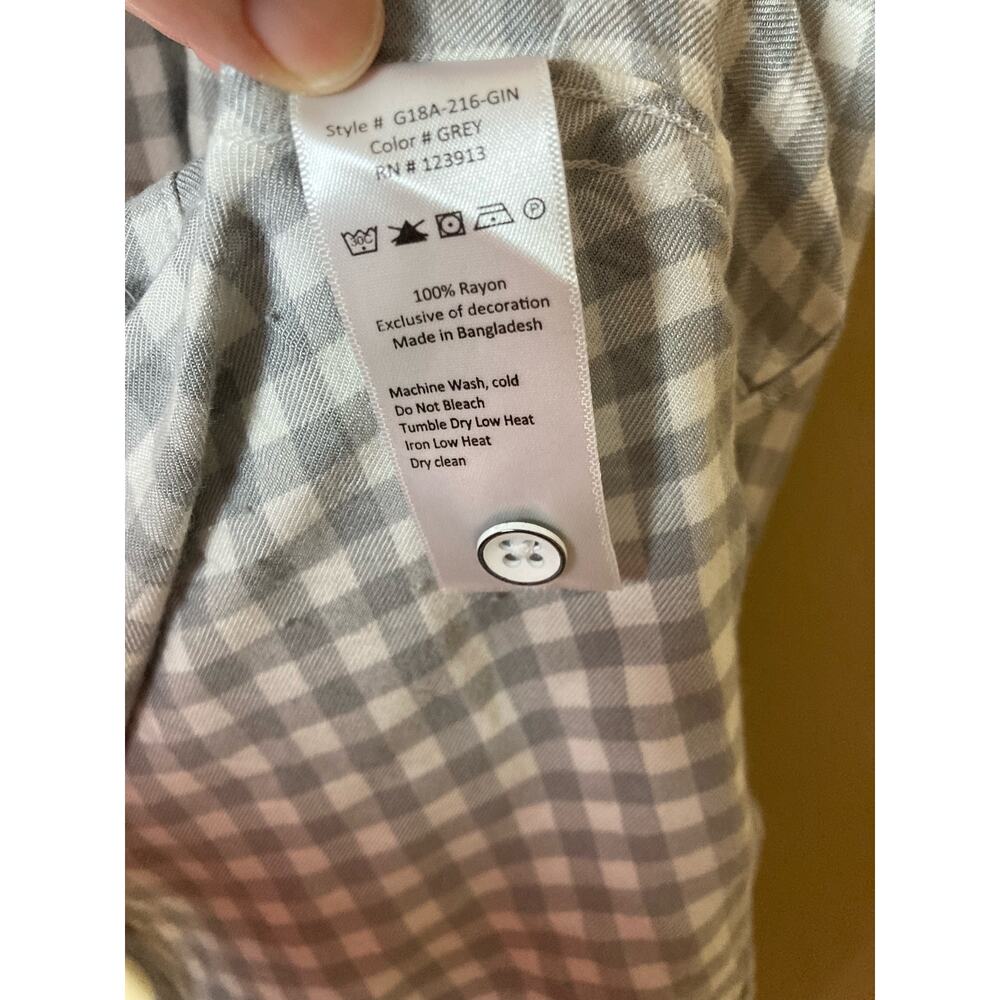 Style # G18A-216-GIN
Color # GREY
RN # 123913
30C P
100% Rayon
Exclusive of decoration
Made in Bangladesh
Machine Wash, cold
Do Not Bleach
Tumble Dry Low Heat
Iron Low Heat
Dry clean